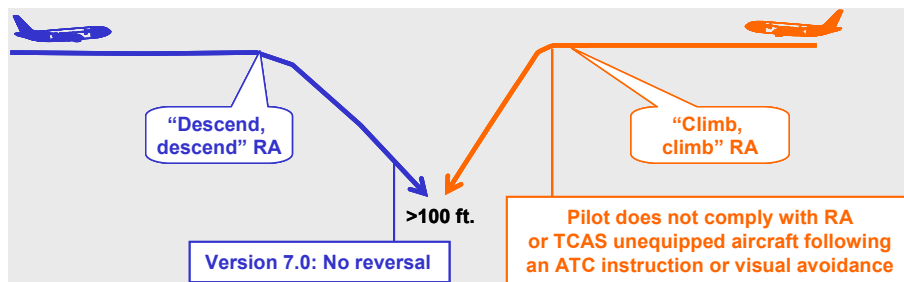 “Descend,
descend” RA
“Climb,
climb” RA
>100 ft.
Version 7.0: No reversal
Pilot does not comply with RA
or TCAS unequipped aircraft following
an ATC instruction or visual avoidance